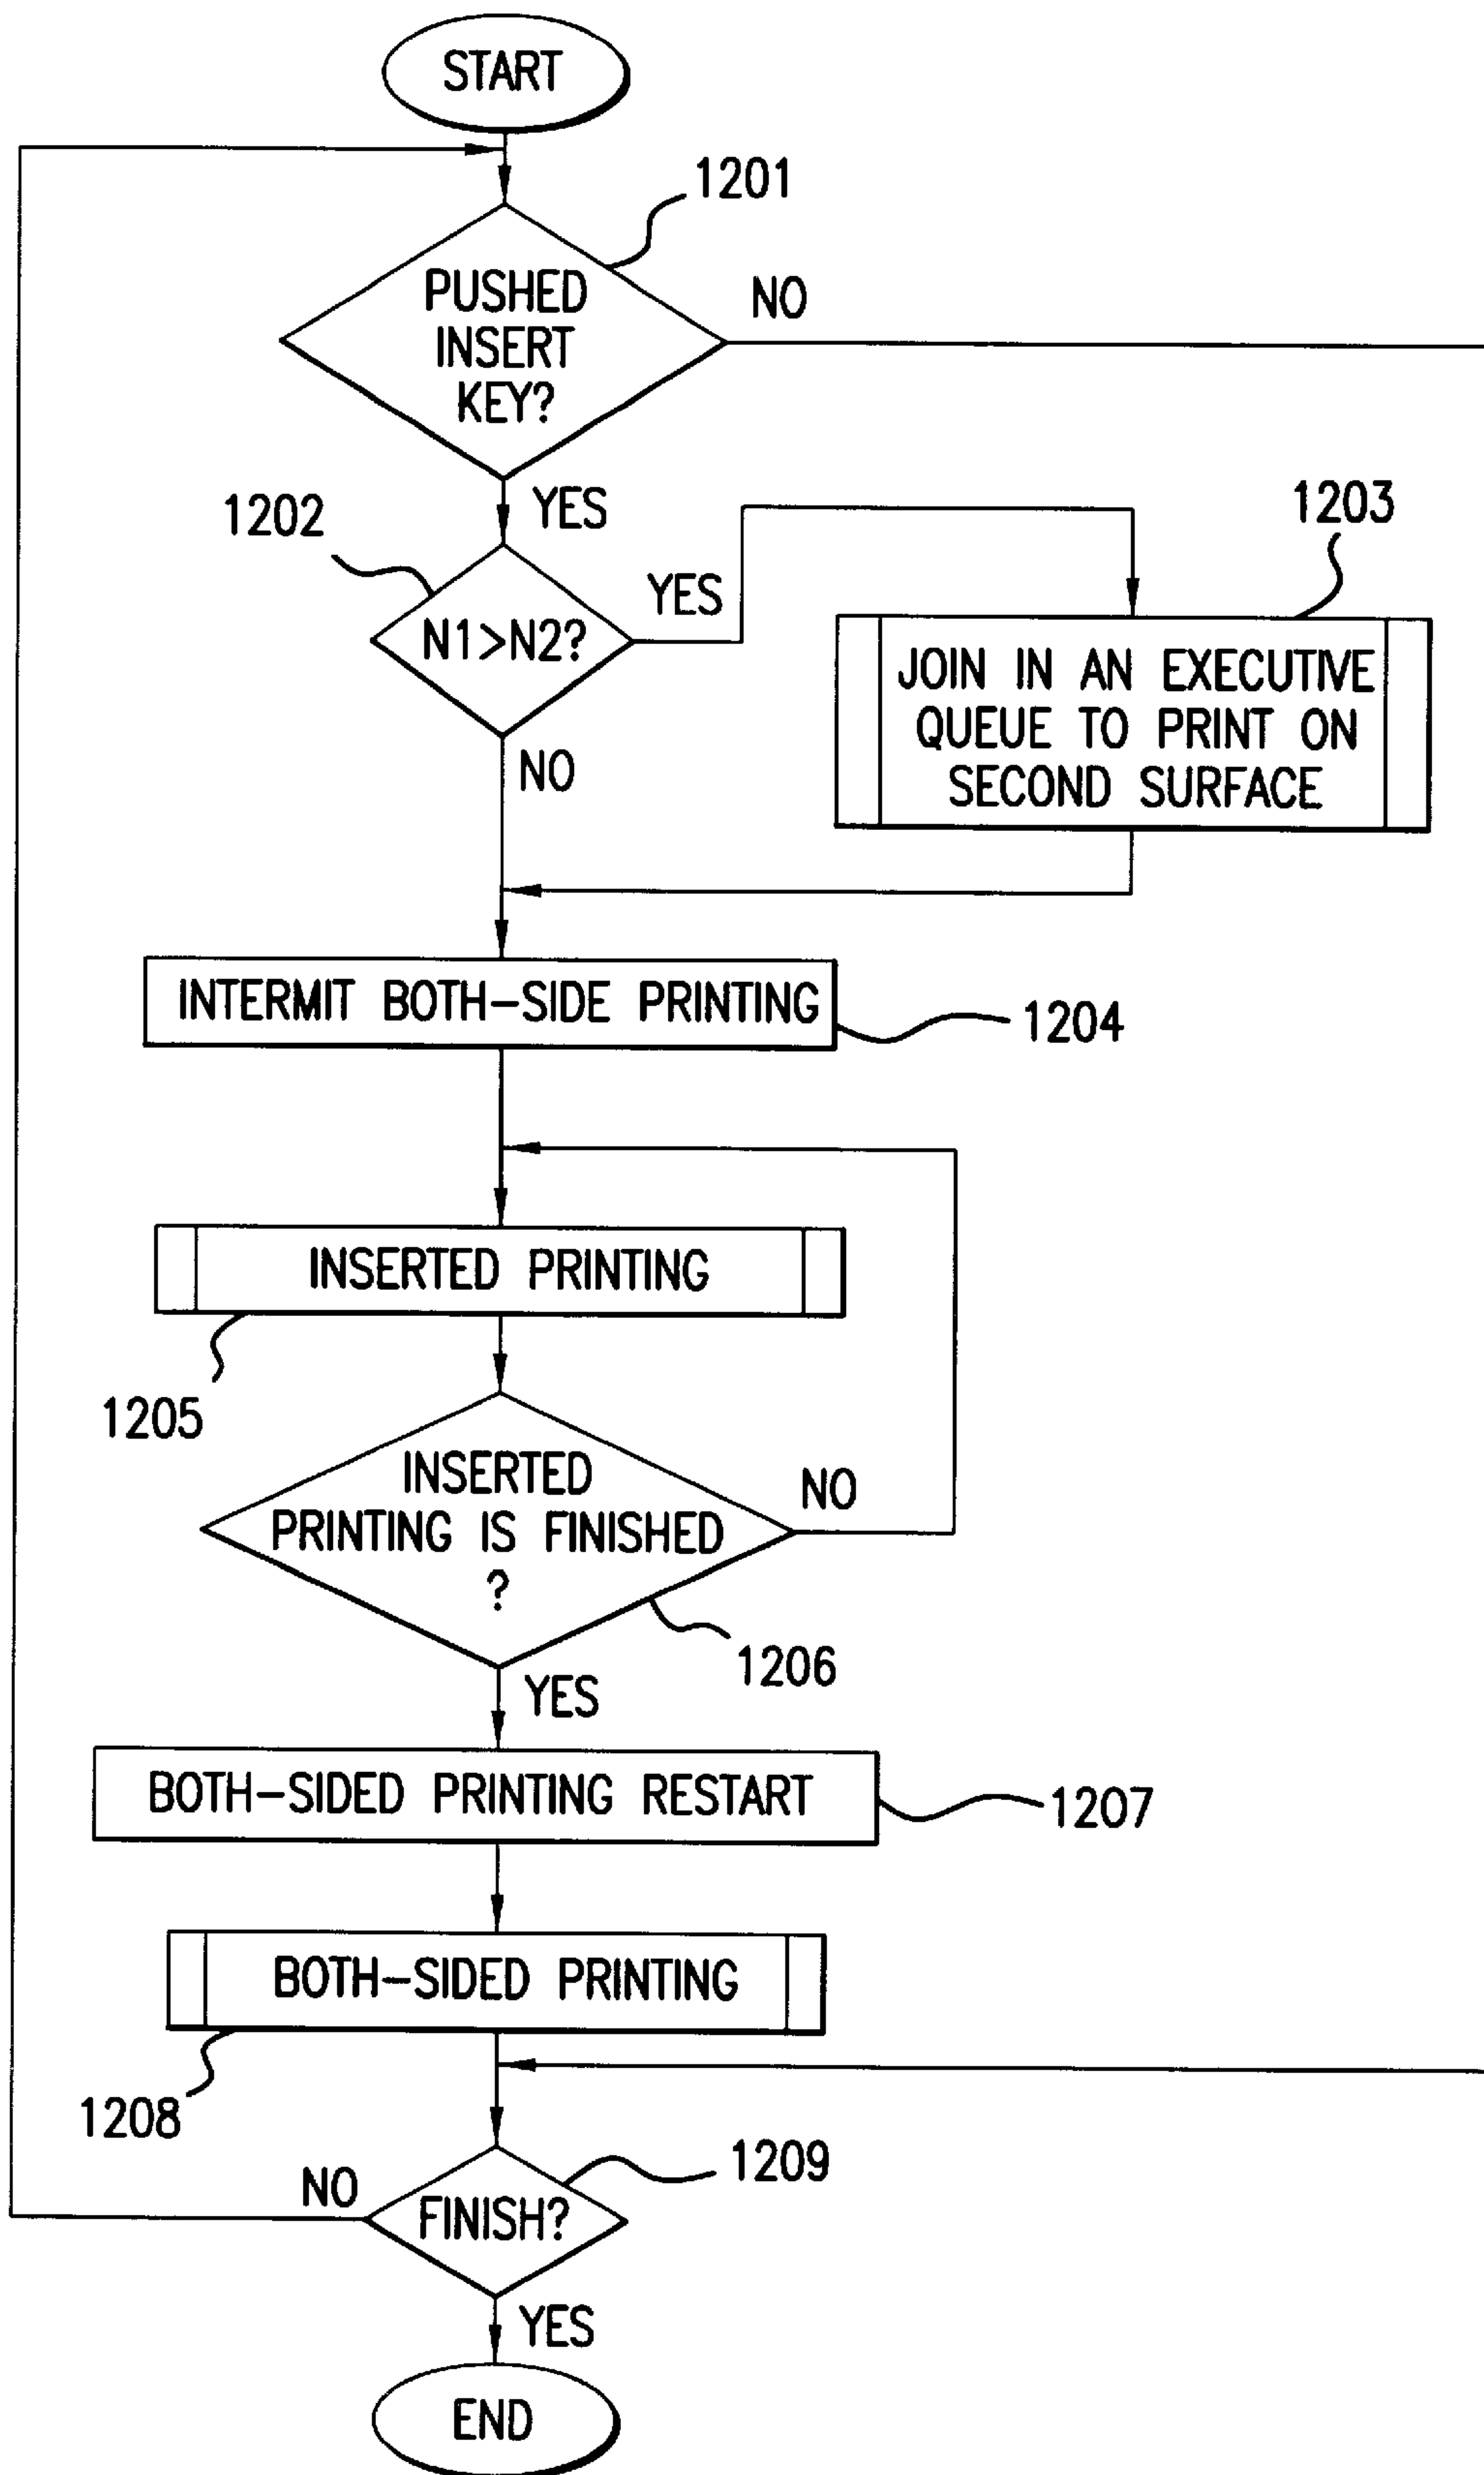 START
1201
PUSHED
INSERT
KEY?
NO
YES
1202
N1>N2?
YES
NO
1203
JOIN IN AN EXECUTIVE
QUEUE TO PRINT ON
SECOND SURFACE
INTERMIT BOTH-SIDE PRINTING
1204
INSERTED PRINTING
1205
INSERTED
PRINTING IS FINISHED
?
NO
1206
YES
BOTH-SIDED PRINTING RESTART
1207
BOTH-SIDED PRINTING
1208
1209
NO
FINISH?
YES
END